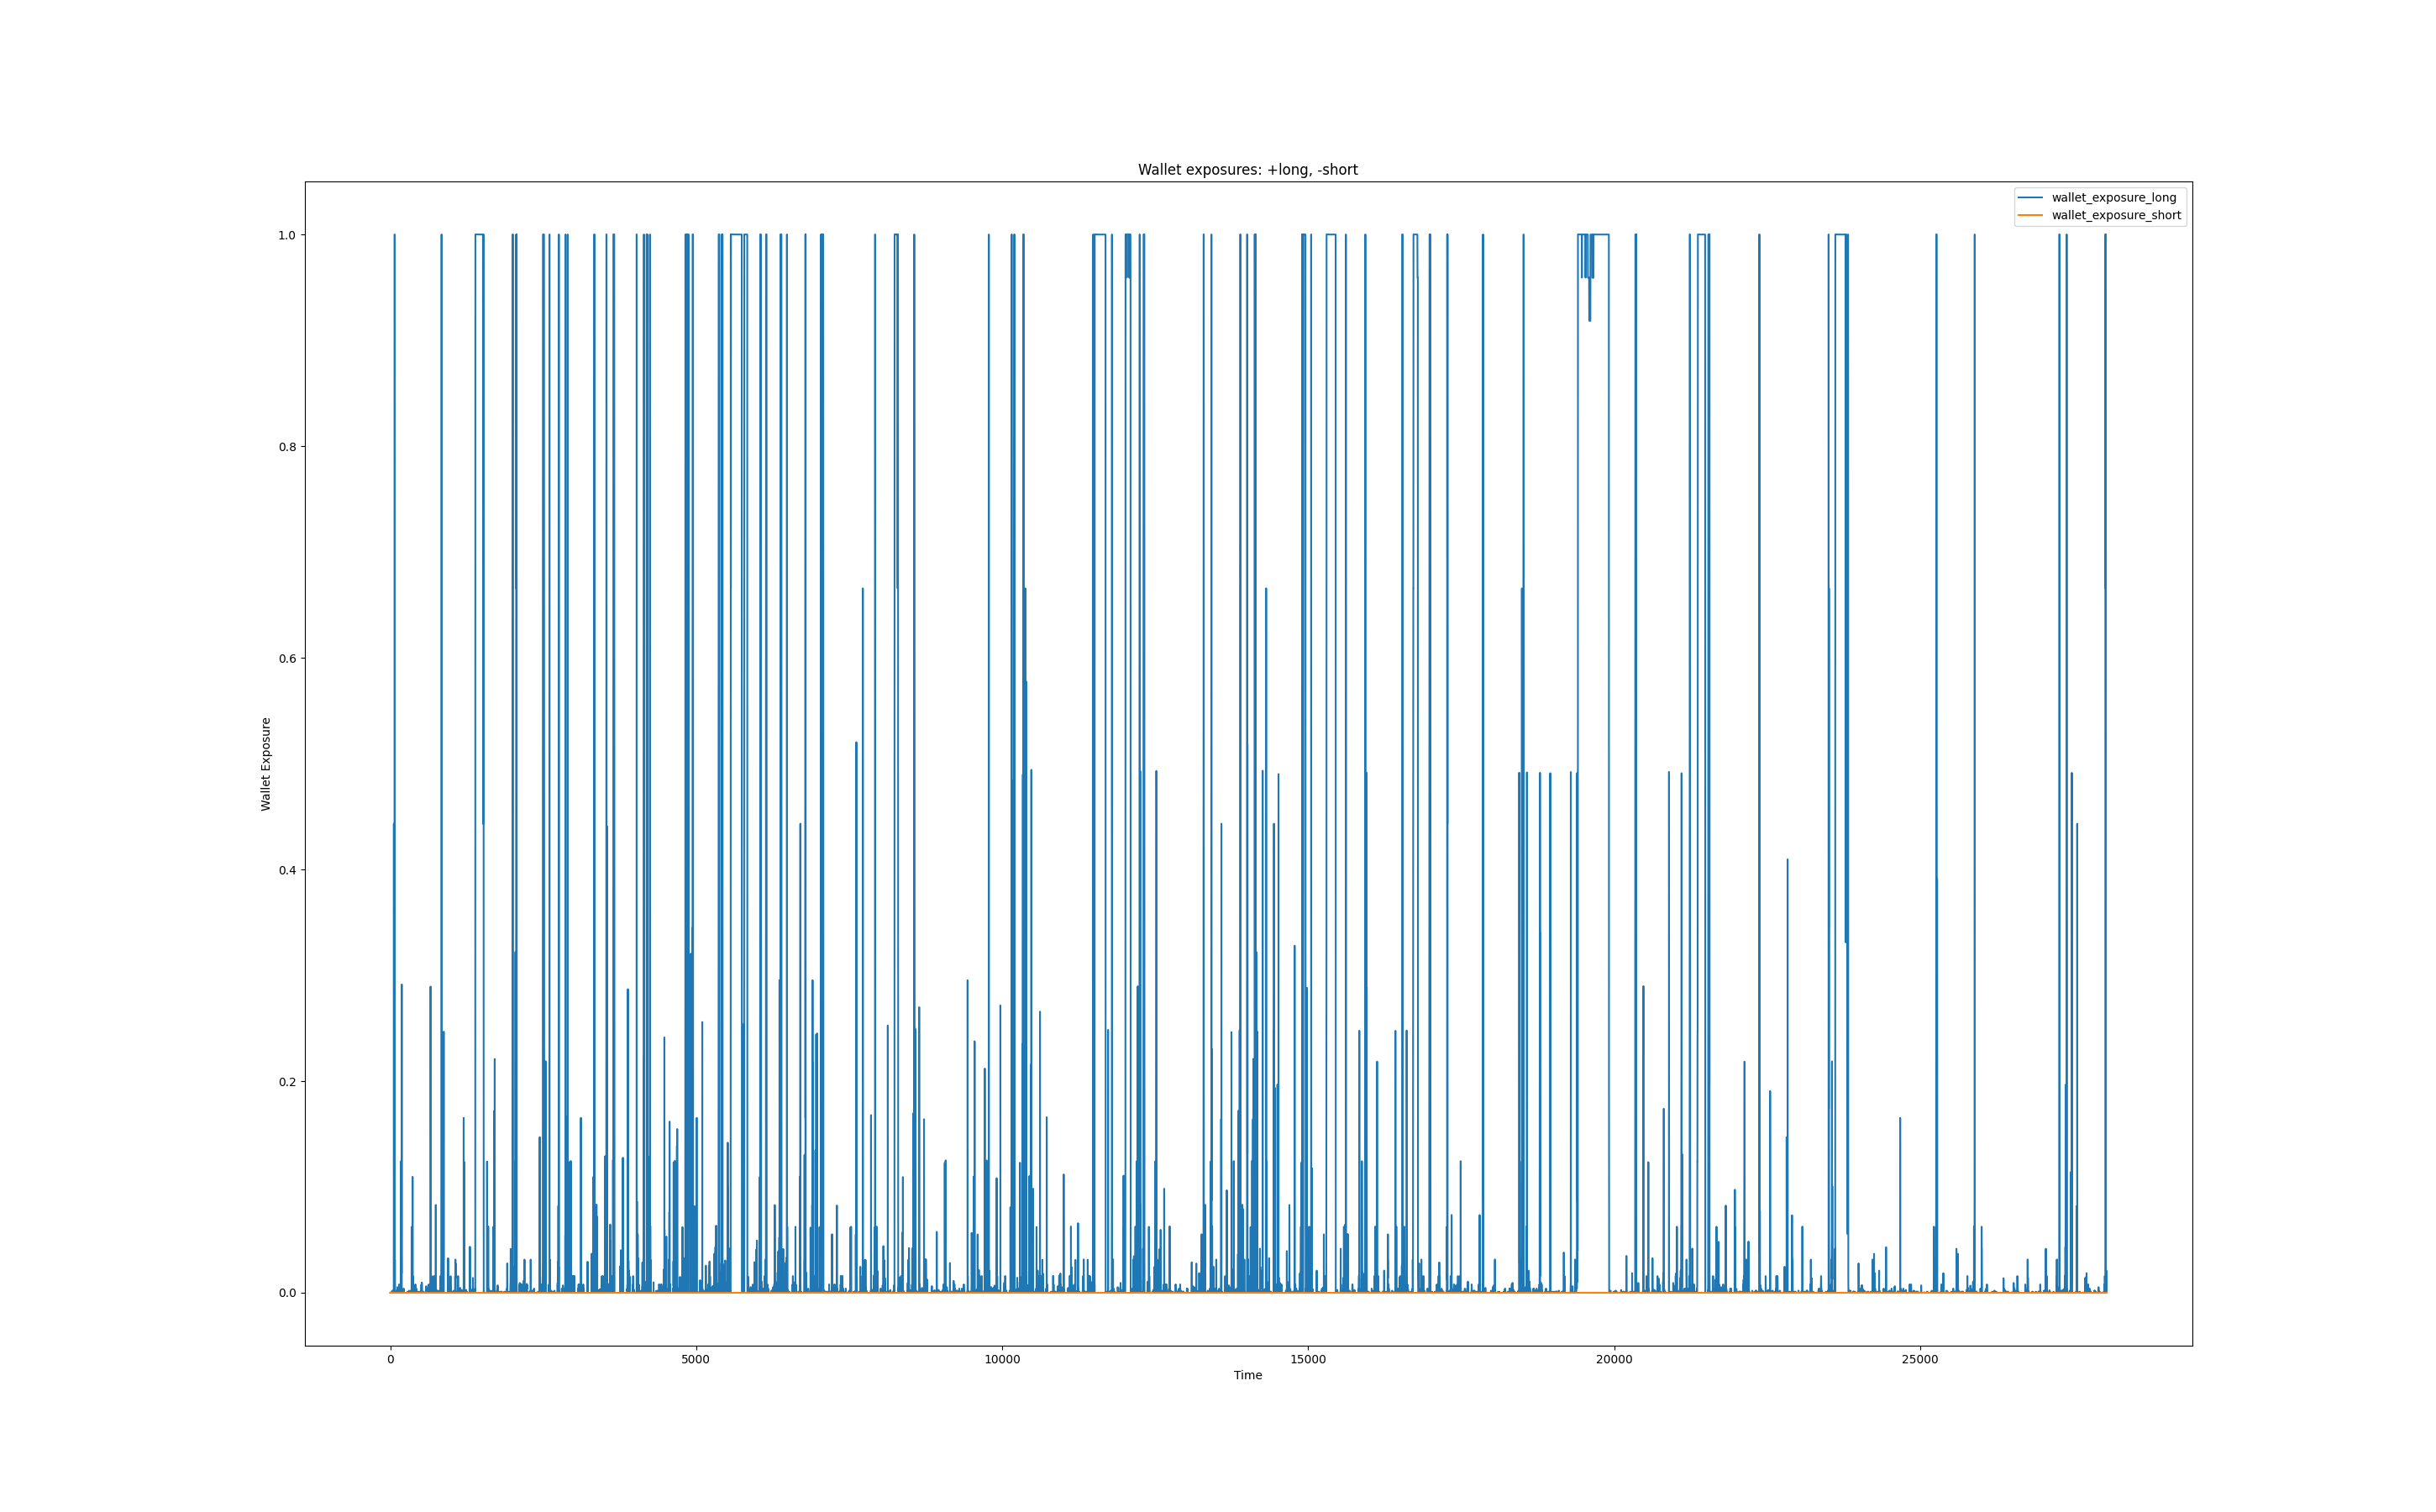 Wallet exposures: +long, -short
wallet_exposure_long
wallet_exposure_short
1.0
0.8
0.6
0.4
0.2
0.0
Wallet Exposure
0
5000
10000
15000
20000
25000
Time